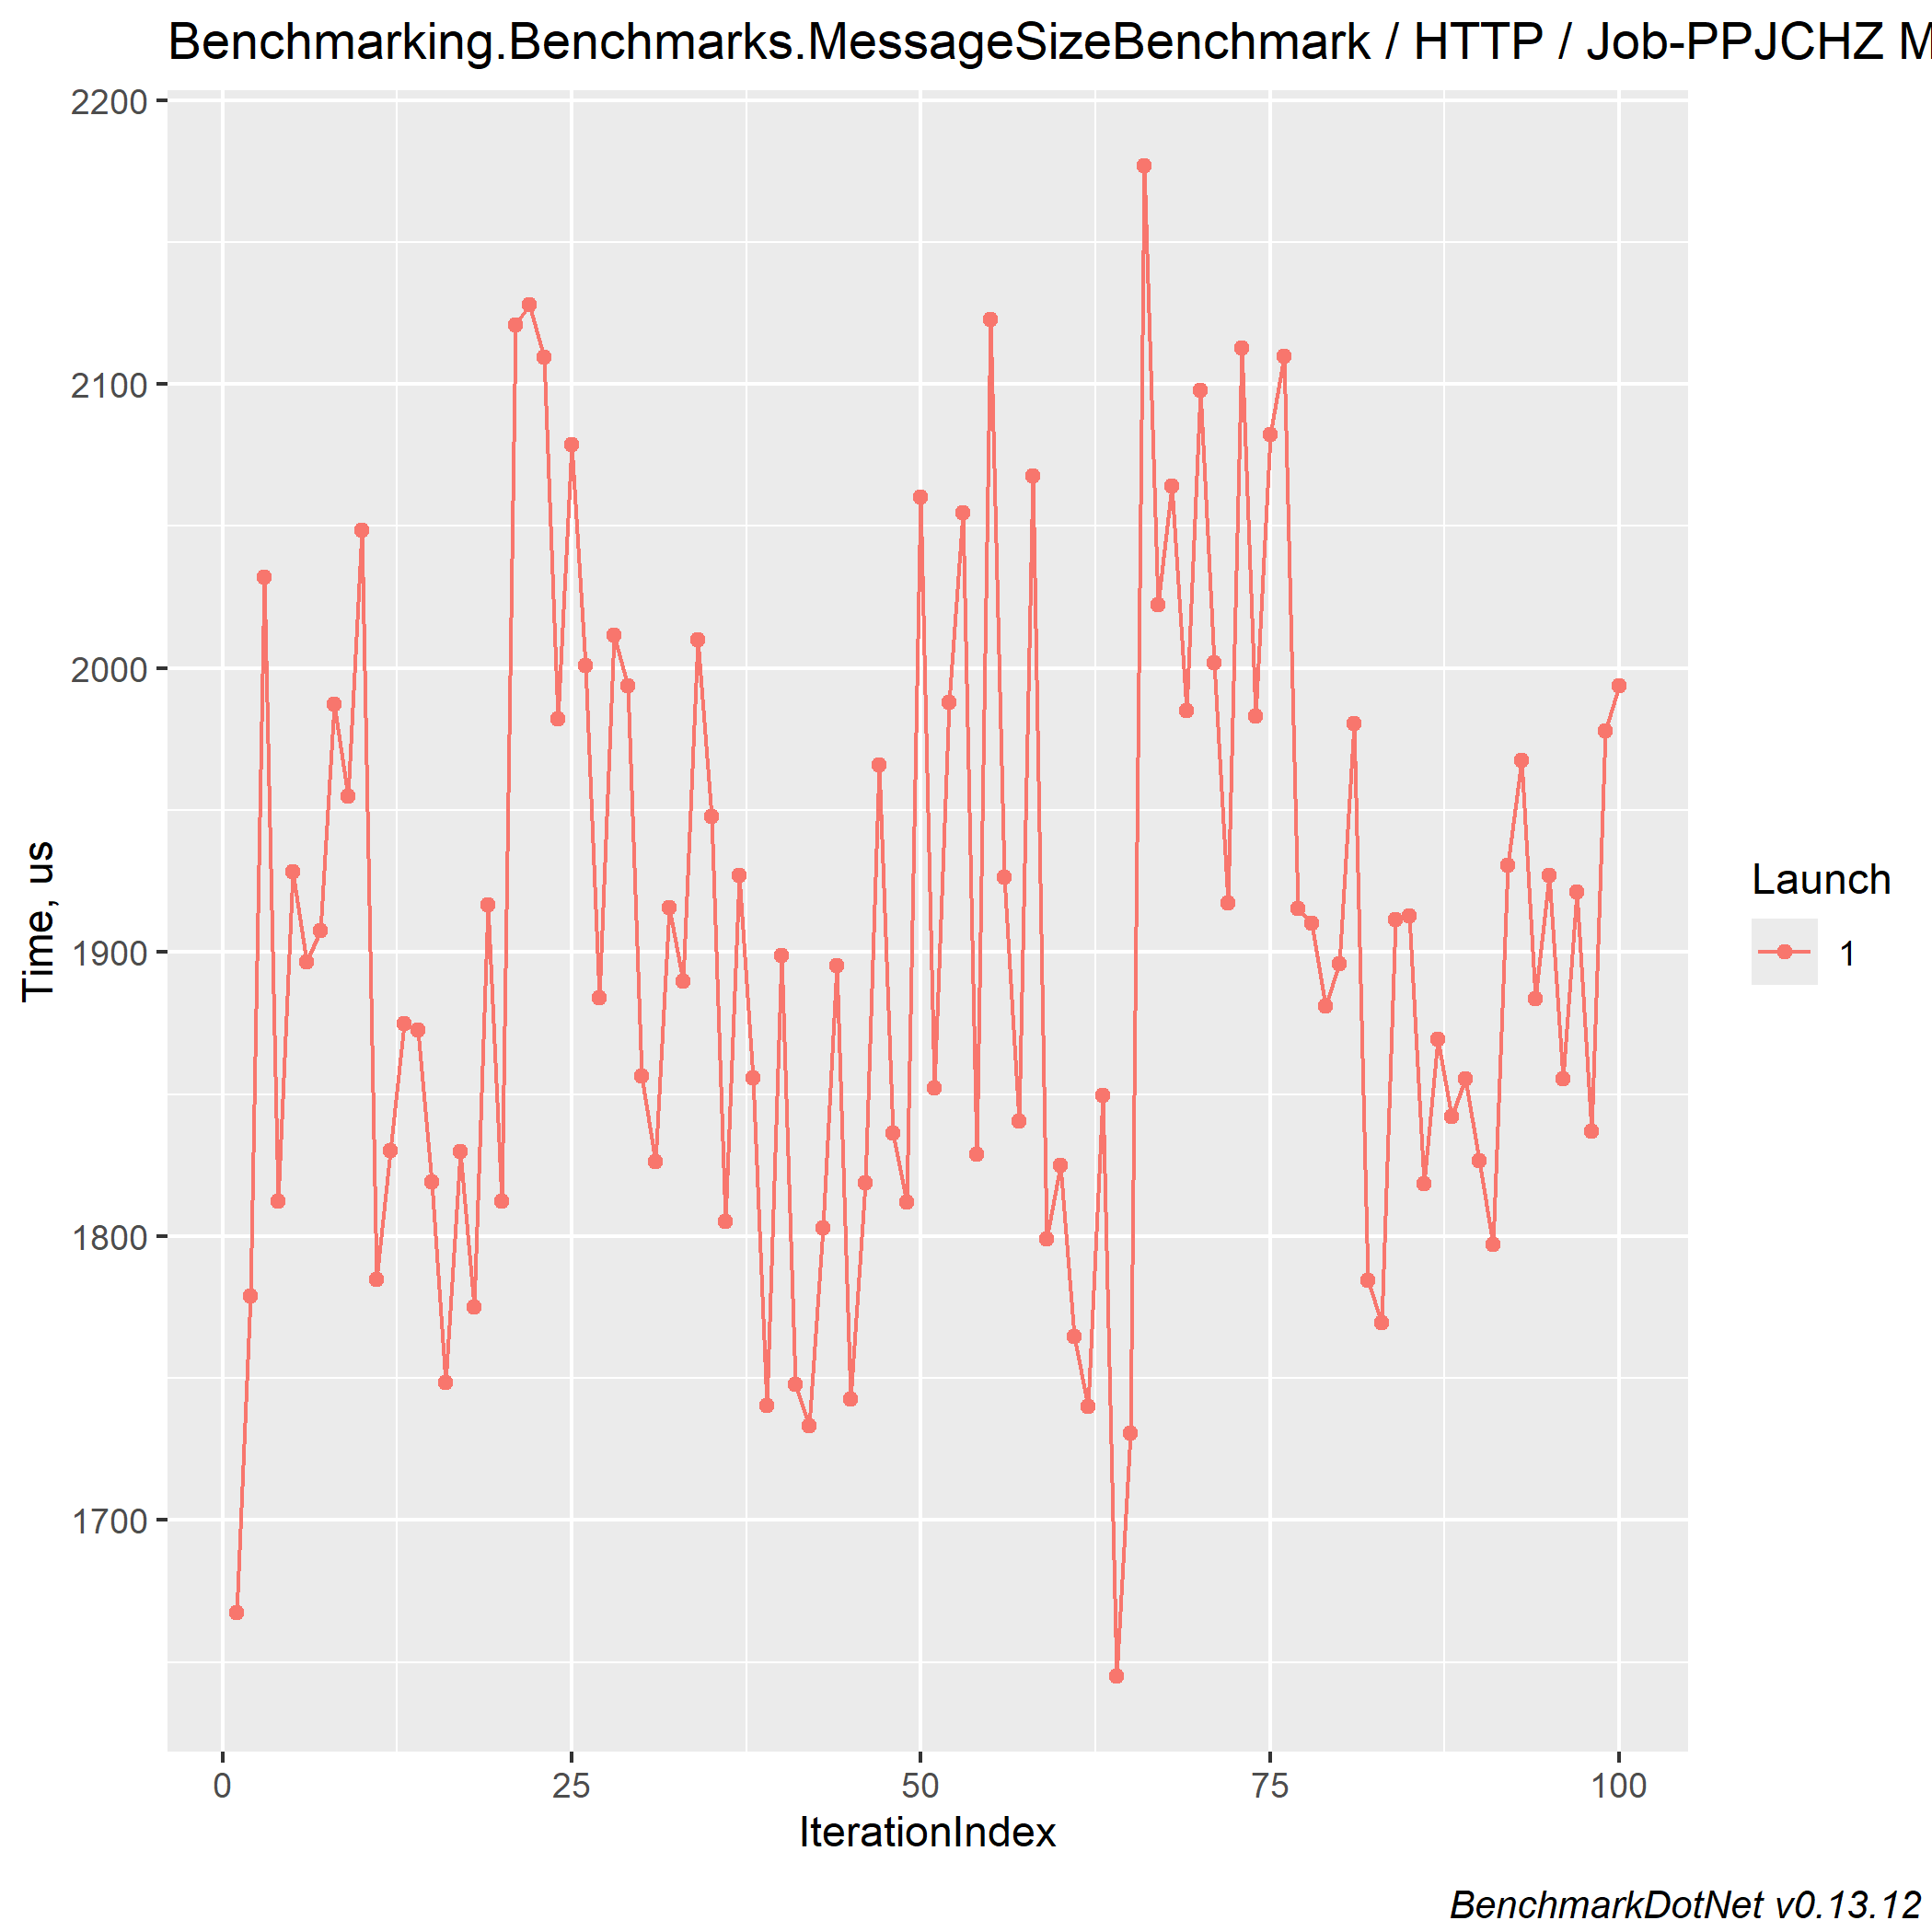 Benchmarking.Benchmarks.MessageSizeBenchmark / HTTP / Job-PPJCHZ M
2200
2100
2000
1900
1800
1700
Time, us
0 25 50 75 100
IterationIndex
Launch
1
BenchmarkDotNet v0.13.12